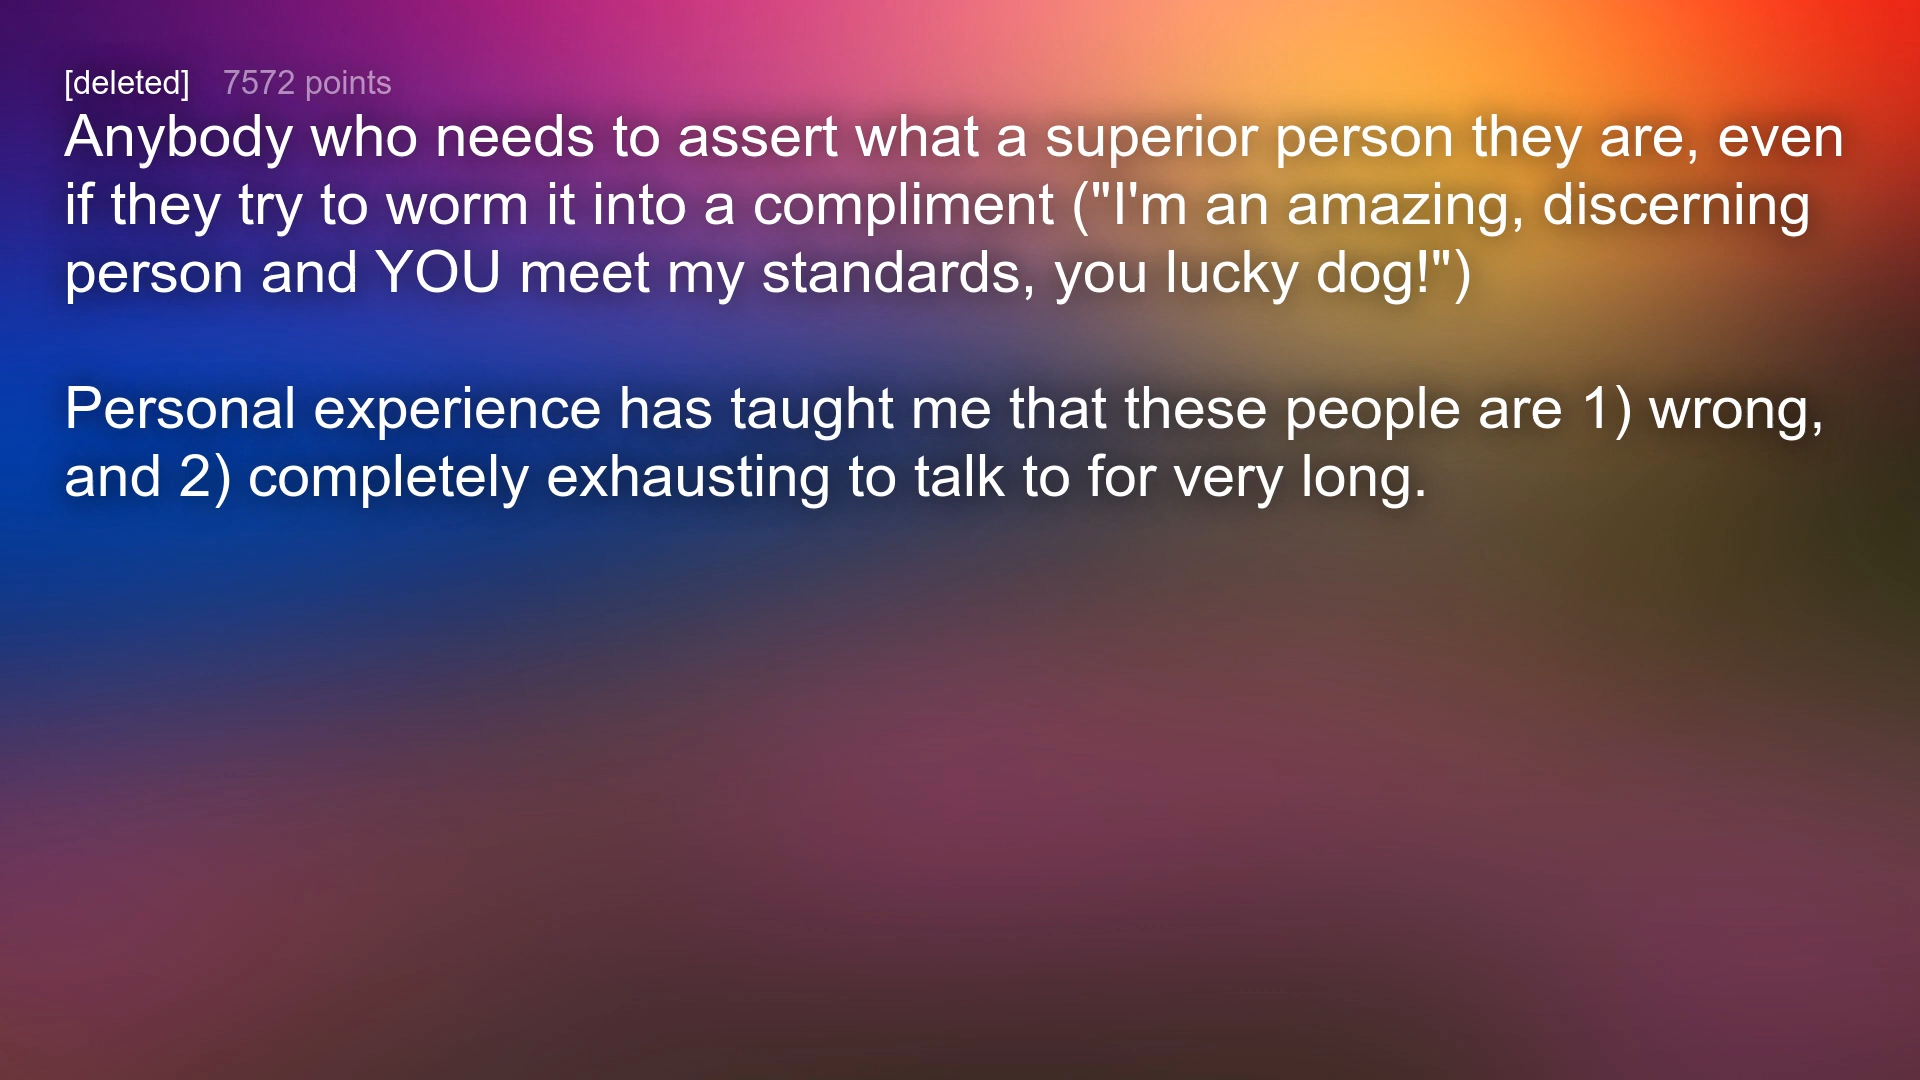 [deleted] 7572 points
Anybody who needs to assert what a superior person they are, even
if they try to worm it into a compliment ("I'm an amazing, discerning
person and YOU meet my standards, you lucky dog!")
Personal experience has taught me that these people are 1) wrong,
and 2) completely exhausting to talk to for very long.